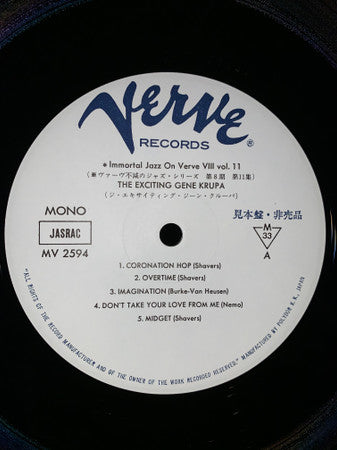 Verve
RECORDS ®
* Immortal Jazz On Verve VIII vol. 11
(新ヴァーヴ不滅のジャズ・シリーズ 第8期 第11集)
THE EXCITING GENE KRUPA
(ジ・エキサイティング・ジーン・クルーパ)
MONO
見本盤・非売品
JASRAC
MV 2594
M
33
A
1. CORONATION HOP (Shavers)
2. OVERTIME (Shavers)
3. IMAGINATION (Burke-Van Heusen)
4. DON'T TAKE YOUR LOVE FROM ME (Nemo)
5. MIDGET (Shavers)
"ALL RIGHTS OF THE RECORD MANUFACTURER AND OF THE OWNER OF THE WORK RECORDED RESERVED." MANUFACTURED BY POLYDOR K.K., JAPAN